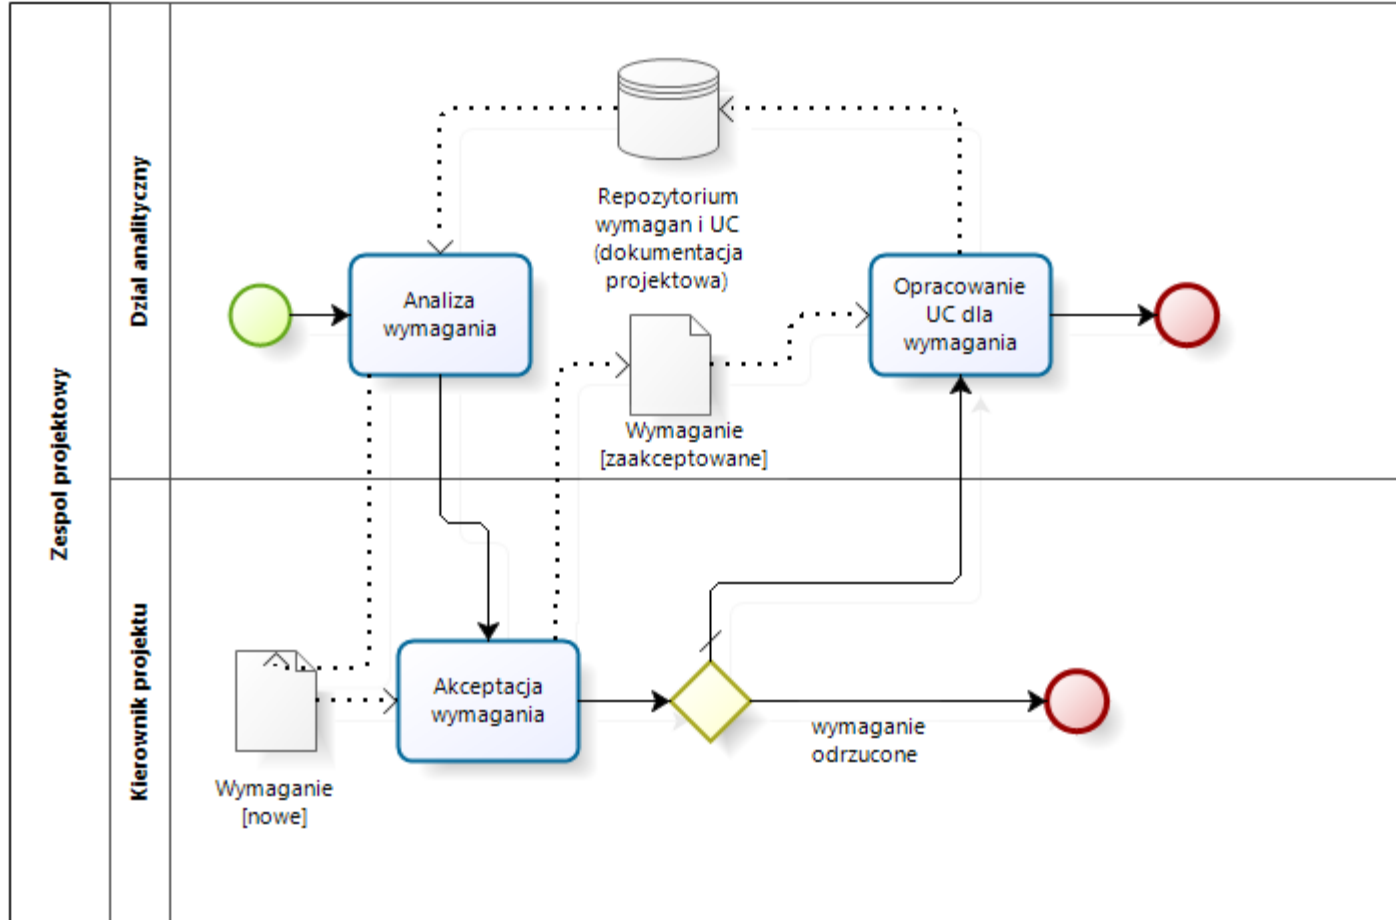 Zespol projektowy
Dzial analityczny
Repozytorium
wymagan i UC
(dokumentacja
projektowa)
Analiza
wymagania
Opracowanie
UC dla
wymagania
Wymaganie
[zaakceptowane]
Kierownik projektu
Akceptacja
wymagania
wymaganie
odrzucone
Wymaganie
[nowe]